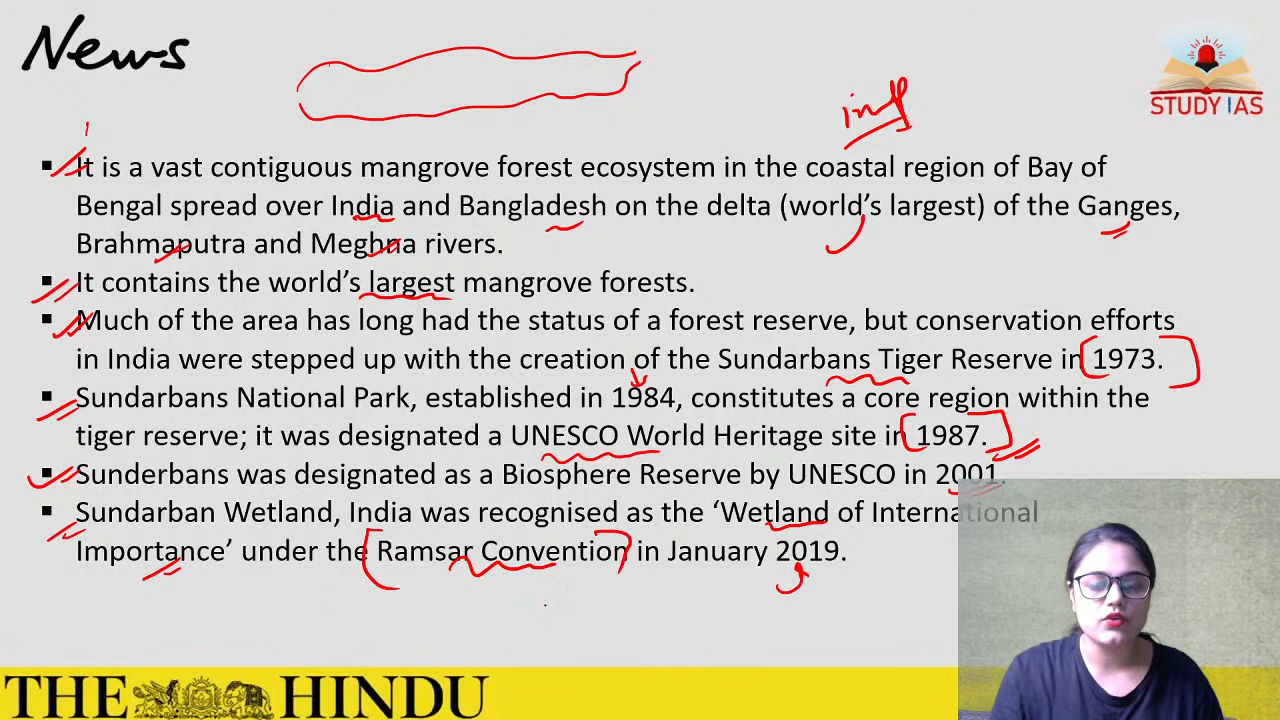 News
STUDY IAS
imp
▪ It is a vast contiguous mangrove forest ecosystem in the coastal region of Bay of
Bengal spread over India and Bangladesh on the delta (world’s largest) of the Ganges,
Brahmaputra and Meghna rivers.
▪ It contains the world’s largest mangrove forests.
▪ Much of the area has long had the status of a forest reserve, but conservation efforts
in India were stepped up with the creation of the Sundarbans Tiger Reserve in 1973.
▪ Sundarbans National Park, established in 1984, constitutes a core region within the
tiger reserve; it was designated a UNESCO World Heritage site in 1987.
▪ Sunderbans was designated as a Biosphere Reserve by UNESCO in 2001.
▪ Sundarban Wetland, India was recognised as the ‘Wetland of International
Importance’ under the Ramsar Convention in January 2019.
THE HINDU